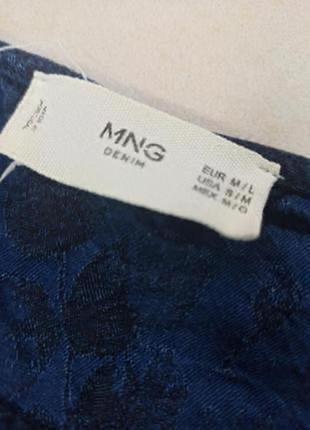 MNG
DENIM
EUR M/L
USA S/M
MEX M/G